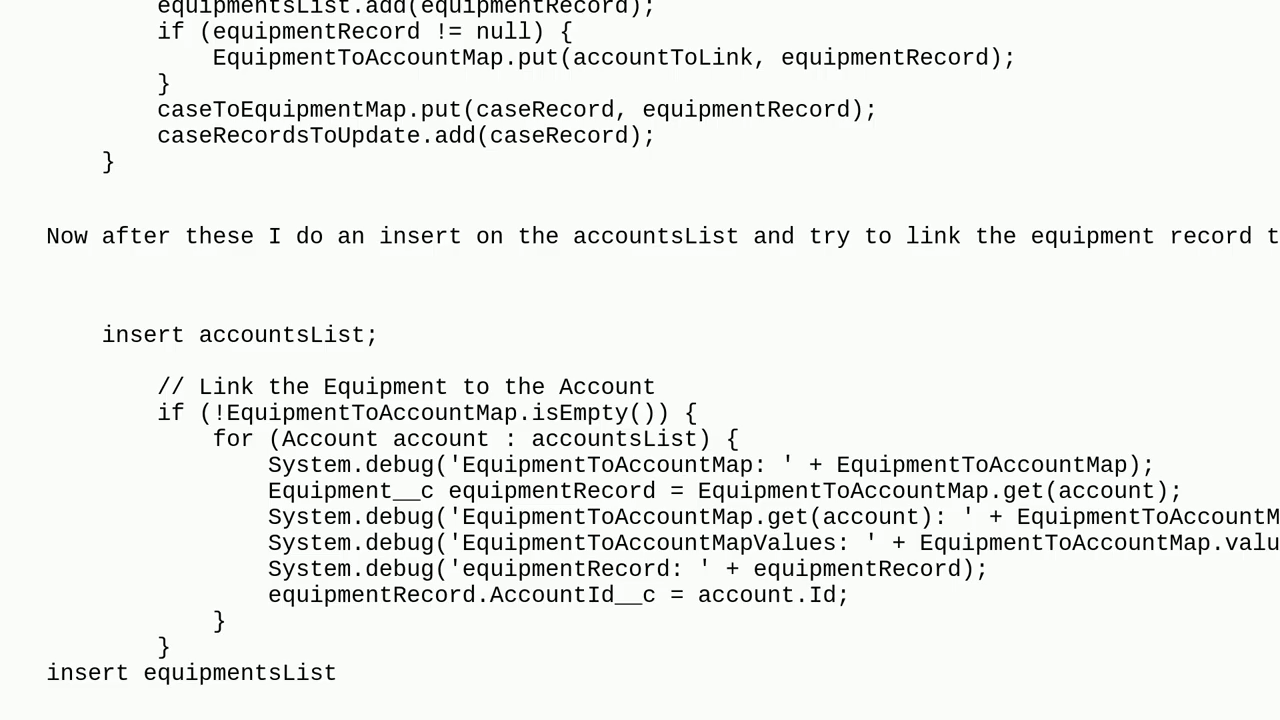 equipmentsList.add(equipmentRecord);
if (equipmentRecord != null) {
EquipmentToAccountMap.put(accountToLink, equipmentRecord);
}
caseToEquipmentMap.put(caseRecord, equipmentRecord);
caseRecordsToUpdate.add(caseRecord);
}
Now after these I do an insert on the accountsList and try to link the equipment record t
insert accountsList;
// Link the Equipment to the Account
if (!EquipmentToAccountMap.isEmpty()) {
for (Account account : accountsList) {
System.debug('EquipmentToAccountMap: ' + EquipmentToAccountMap);
Equipment__c equipmentRecord = EquipmentToAccountMap.get(account);
System.debug('EquipmentToAccountMap.get(account): ' + EquipmentToAccountM
System.debug('EquipmentToAccountMapValues: ' + EquipmentToAccountMap.valu
System.debug('equipmentRecord: ' + equipmentRecord);
equipmentRecord.AccountId__c = account.Id;
}
}
insert equipmentsList